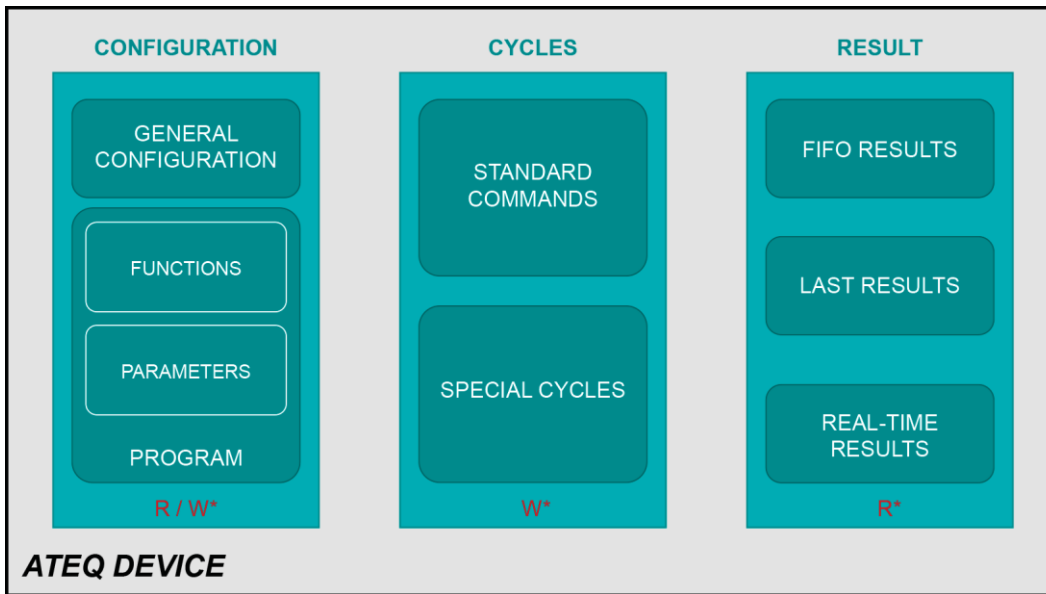 CONFIGURATION
GENERAL
CONFIGURATION
FUNCTIONS
PARAMETERS
PROGRAM
R / W*
CYCLES
STANDARD
COMMANDS
SPECIAL CYCLES
W*
RESULT
FIFO RESULTS
LAST RESULTS
REAL-TIME
RESULTS
R*
ATEQ DEVICE